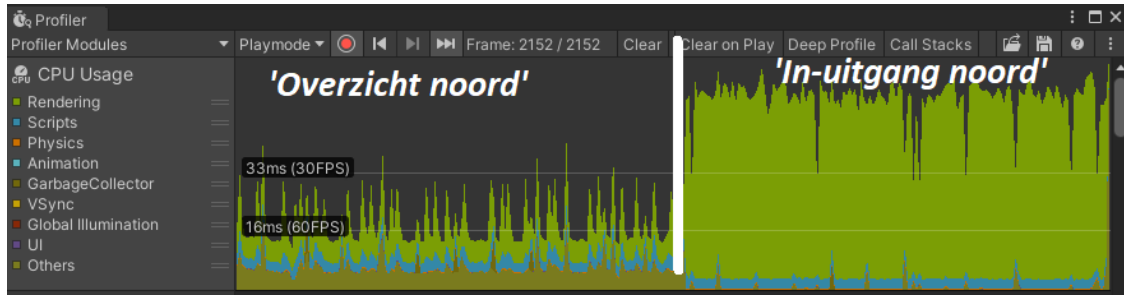 Profiler
Profiler Modules Playmode Frame: 2152 / 2152 Clear Clear on Play Deep Profile Call Stacks
CPU Usage
'Overzicht noord' 'In-uitgang noord'
Rendering
Scripts
Physics
Animation
33ms (30FPS)
GarbageCollector
VSync
Global Illumination
16ms (60FPS)
UI
Others